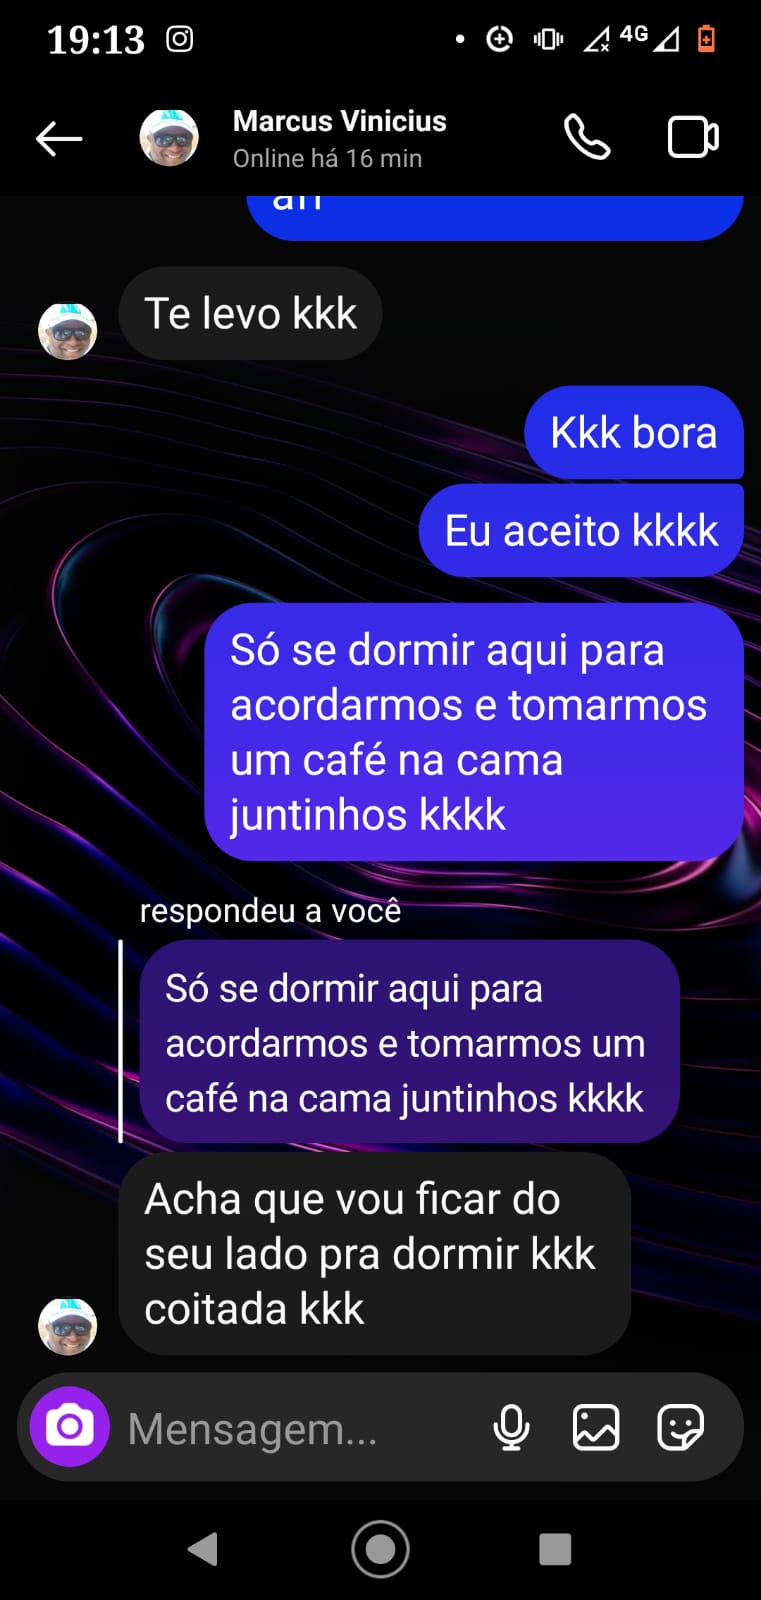 19:13
4G
Marcus Vinicius
Online há 16 min
Te levo kkk
Kkk bora
Eu aceito kkkk
Só se dormir aqui para
acordarmos e tomarmos
um café na cama
juntinhos kkkk
respondeu a você
Só se dormir aqui para
acordarmos e tomarmos um
café na cama juntinhos kkkk
Acha que vou ficar do
seu lado pra dormir kkk
coitada kkk
Mensagem...